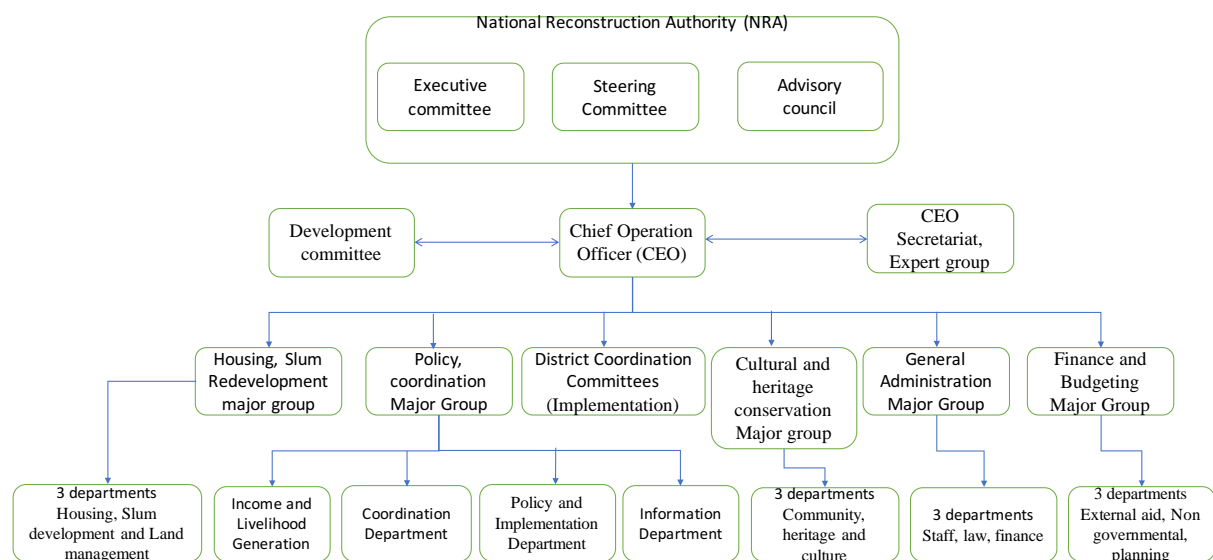 National Reconstruction Authority (NRA)
Executive
committee
Steering
Committee
Advisory
council
Development
committee
Chief Operation
Officer (CEO)
CEO
Secretariat,
Expert group
Housing, Slum
Redevelopment
major group
Policy,
coordination
Major Group
District Coordination
Committees
(Implementation)
Cultural and
heritage
conservation
Major group
General
Administration
Major Group
Finance and
Budgeting
Major Group
3 departments
Housing, Slum
development and Land
management
Income and
Livelihood
Generation
Coordination
Department
Policy and
Implementation
Department
Information
Department
3 departments
Community,
heritage and
culture
3 departments
Staff, law, finance
3 departments
External aid, Non
governmental,
planning